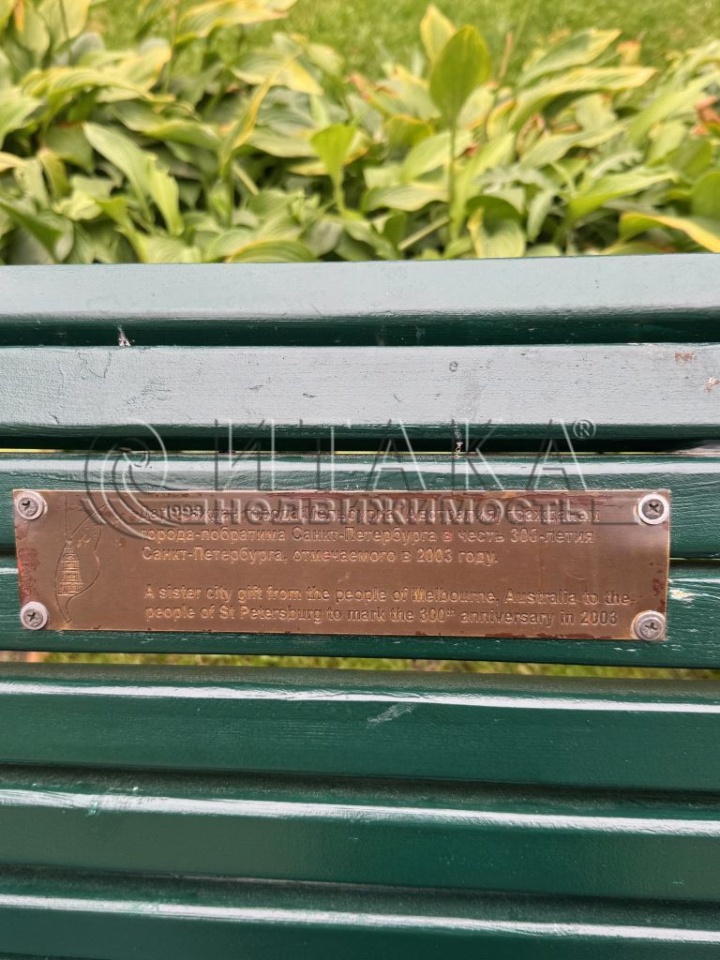 ИТАКА®
НЕДВИЖИМОСТЬ
1993
города-побратима Санкт-Петербурга в честь 300-летия
Санкт-Петербурга, отмечаемого в 2003 году.
A sister city gift from the people of Melbourne, Australia to the
people of St Petersburg to mark the 300th anniversary in 2003